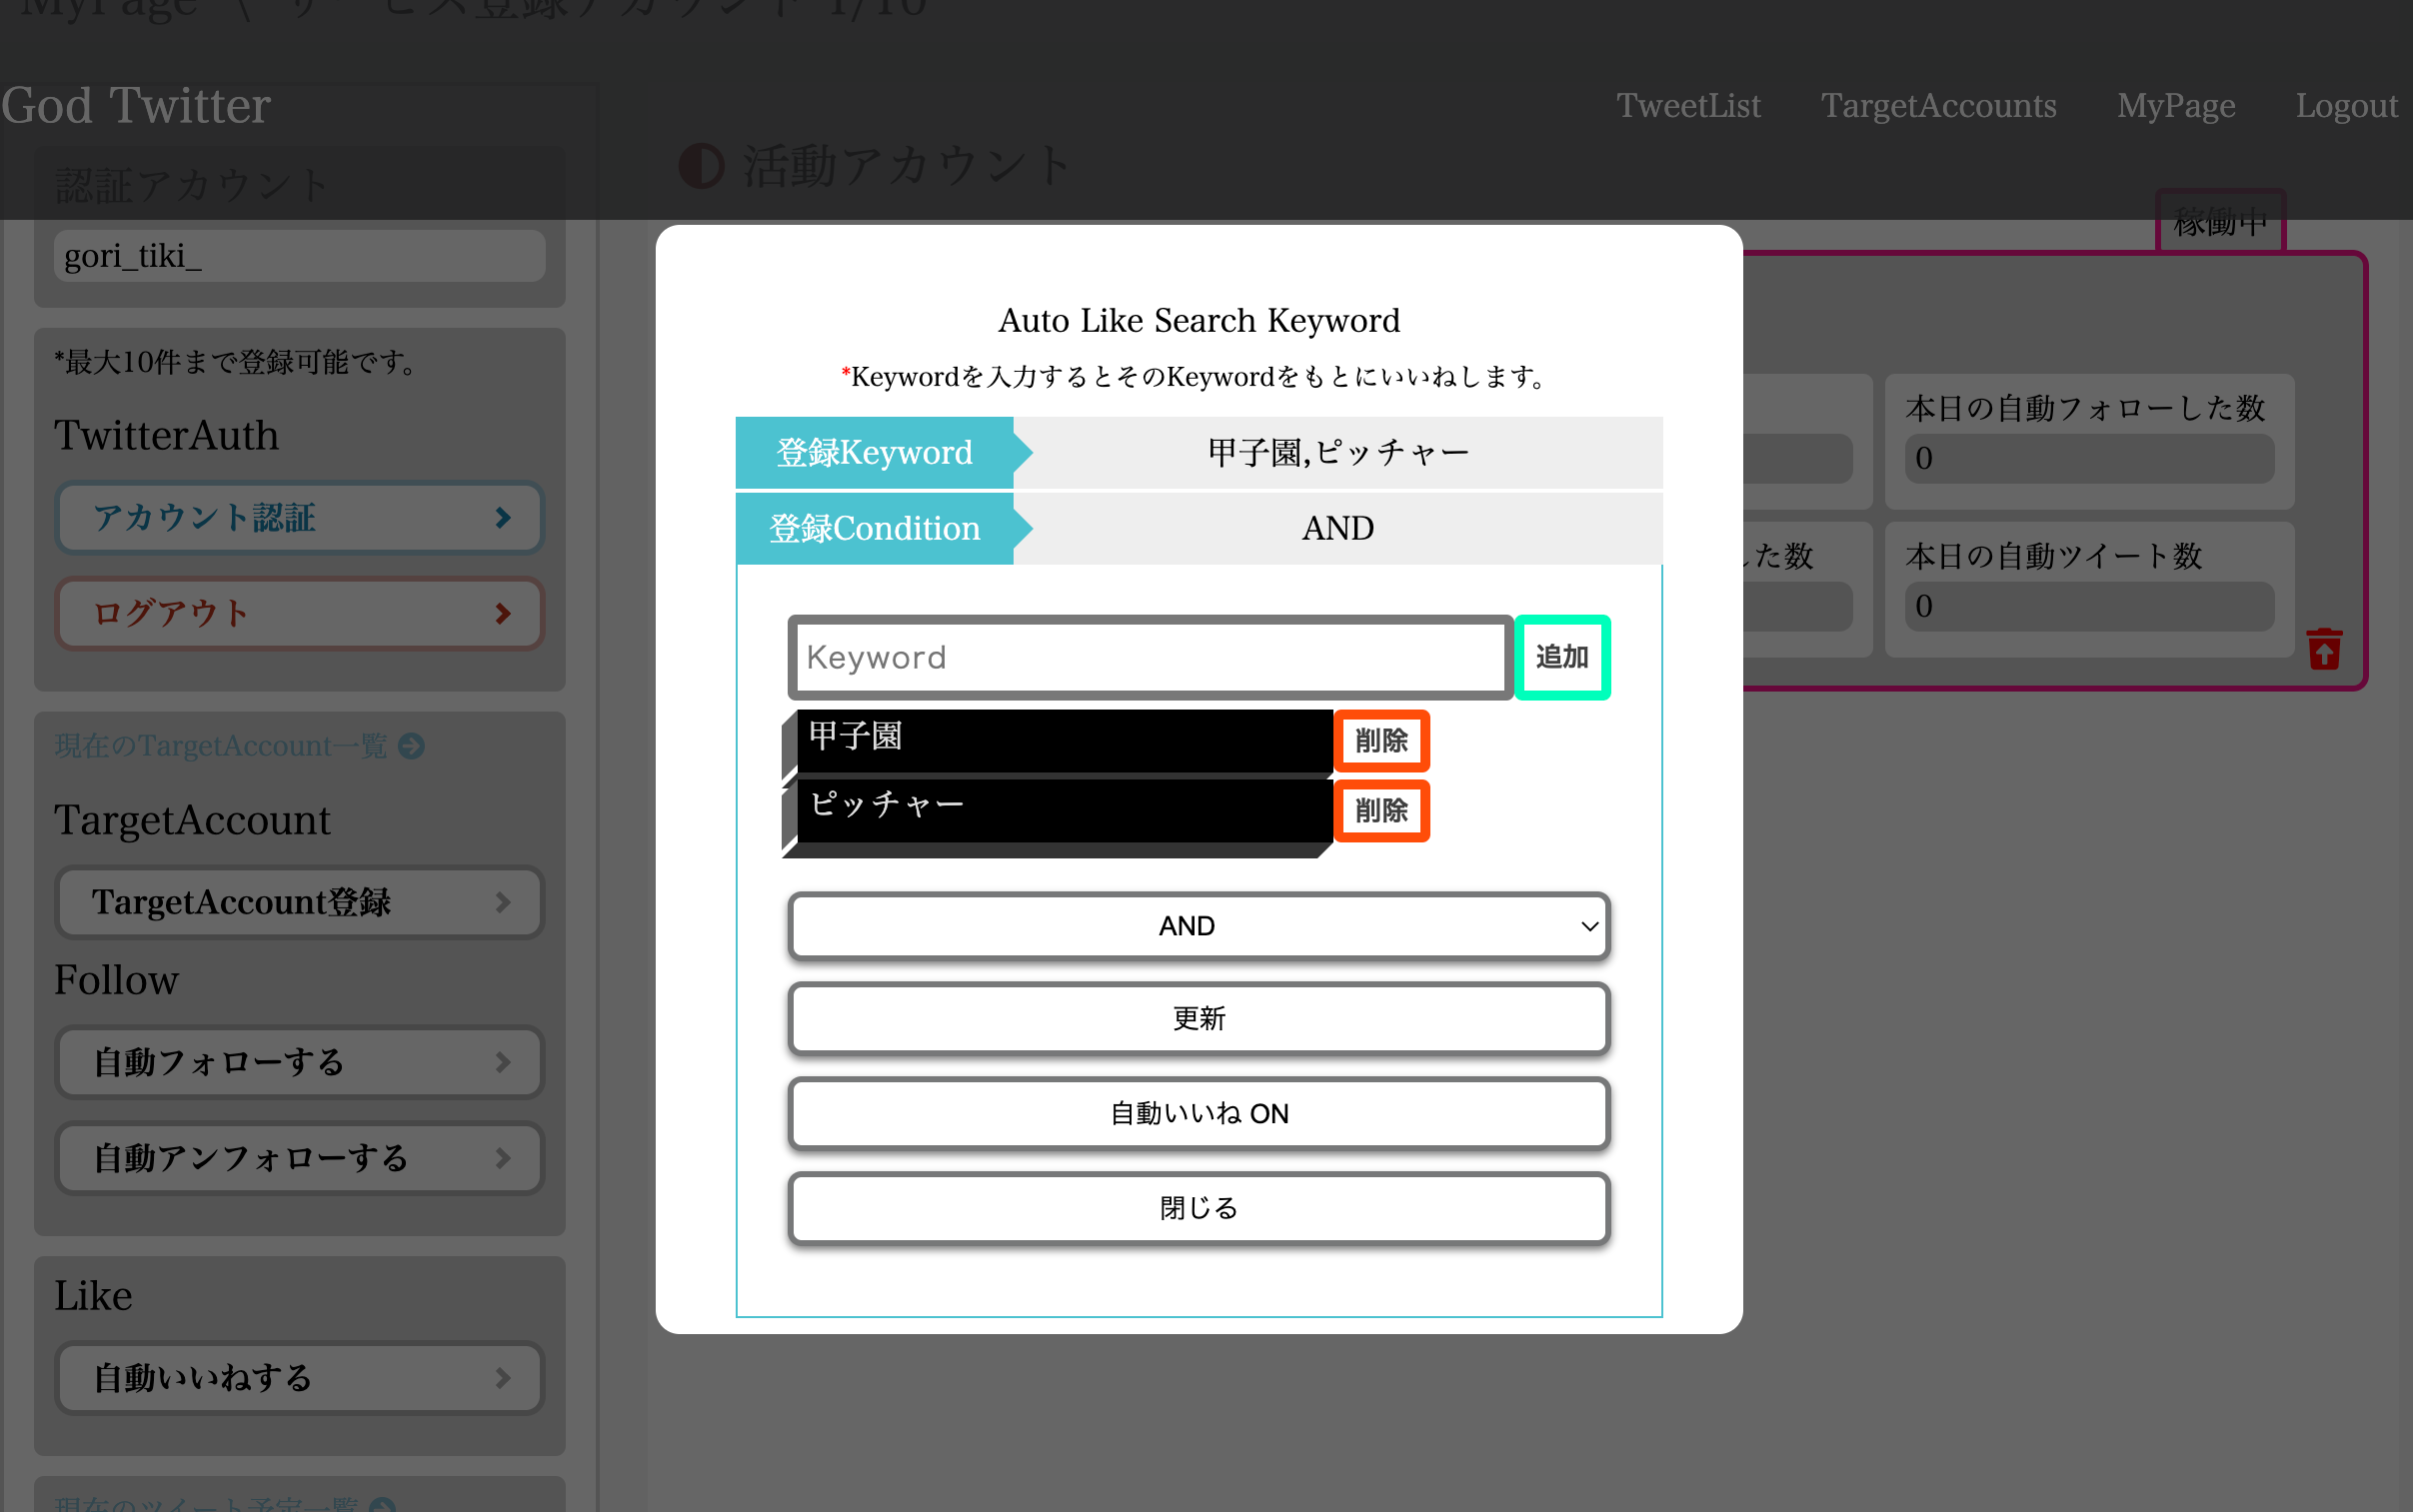 MyPage \ サービス登録アカウント 1/10
God Twitter
TweetList TargetAccounts MyPage Logout
認証アカウント
gori_tiki_
*最大10件まで登録可能です。
TwitterAuth
アカウント認証
ログアウト
現在のTargetAccount一覧
TargetAccount
TargetAccount登録
Follow
自動フォローする
自動アンフォローする
Like
自動いいねする
現在のツイート予定一覧
活動アカウント
稼働中
本日の自動フォローした数
0
した数
本日の自動ツイート数
0
Auto Like Search Keyword
*Keywordを入力するとそのKeywordをもとにいいねします。
登録Keyword 甲子園,ピッチャー
登録Condition AND
Keyword 追加
甲子園 削除
ピッチャー 削除
AND
更新
自動いいね ON
閉じる